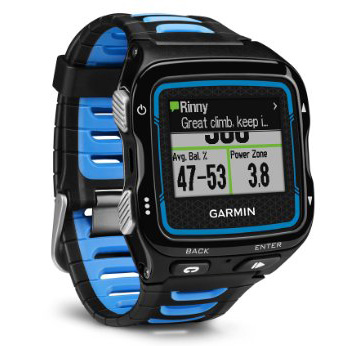 Rinny
Great climb. keep i..
Avg. Bal. % Power Zone
47-53 3.8
GARMIN
BACK ENTER